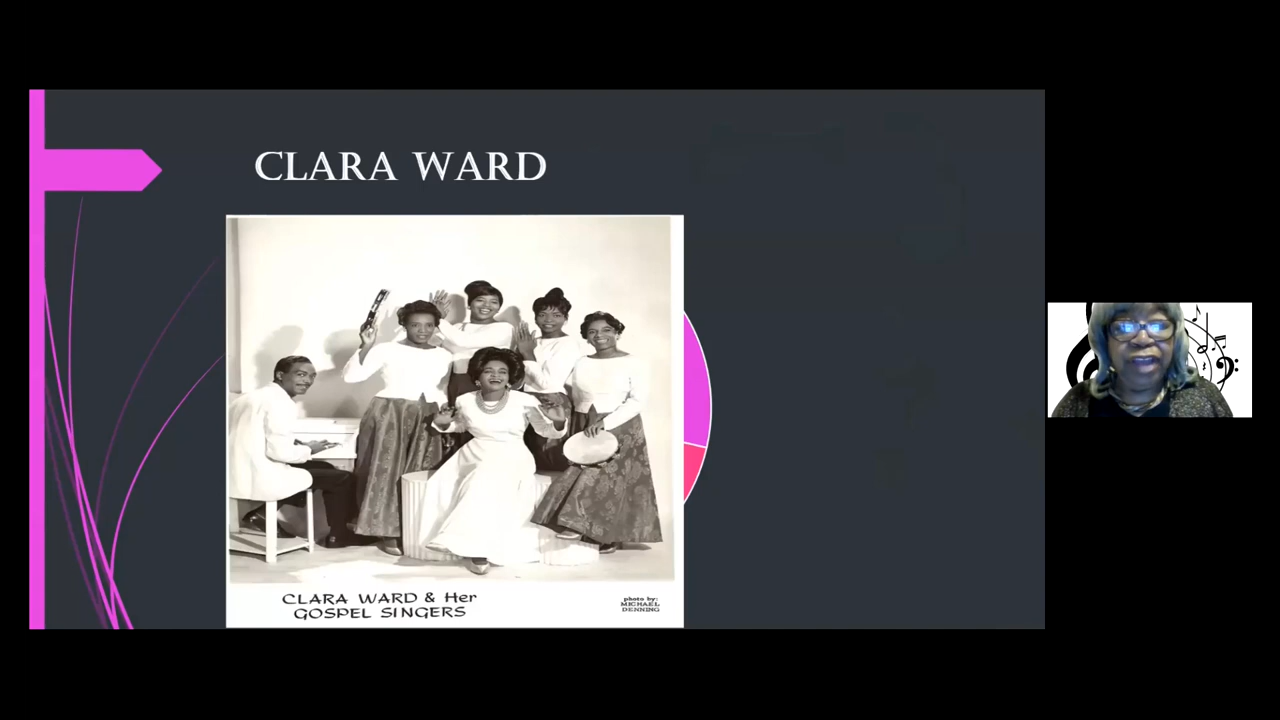 CLARA WARD
CLARA WARD & Her
GOSPEL SINGERS
photo by:
MICHAEL
DENNING